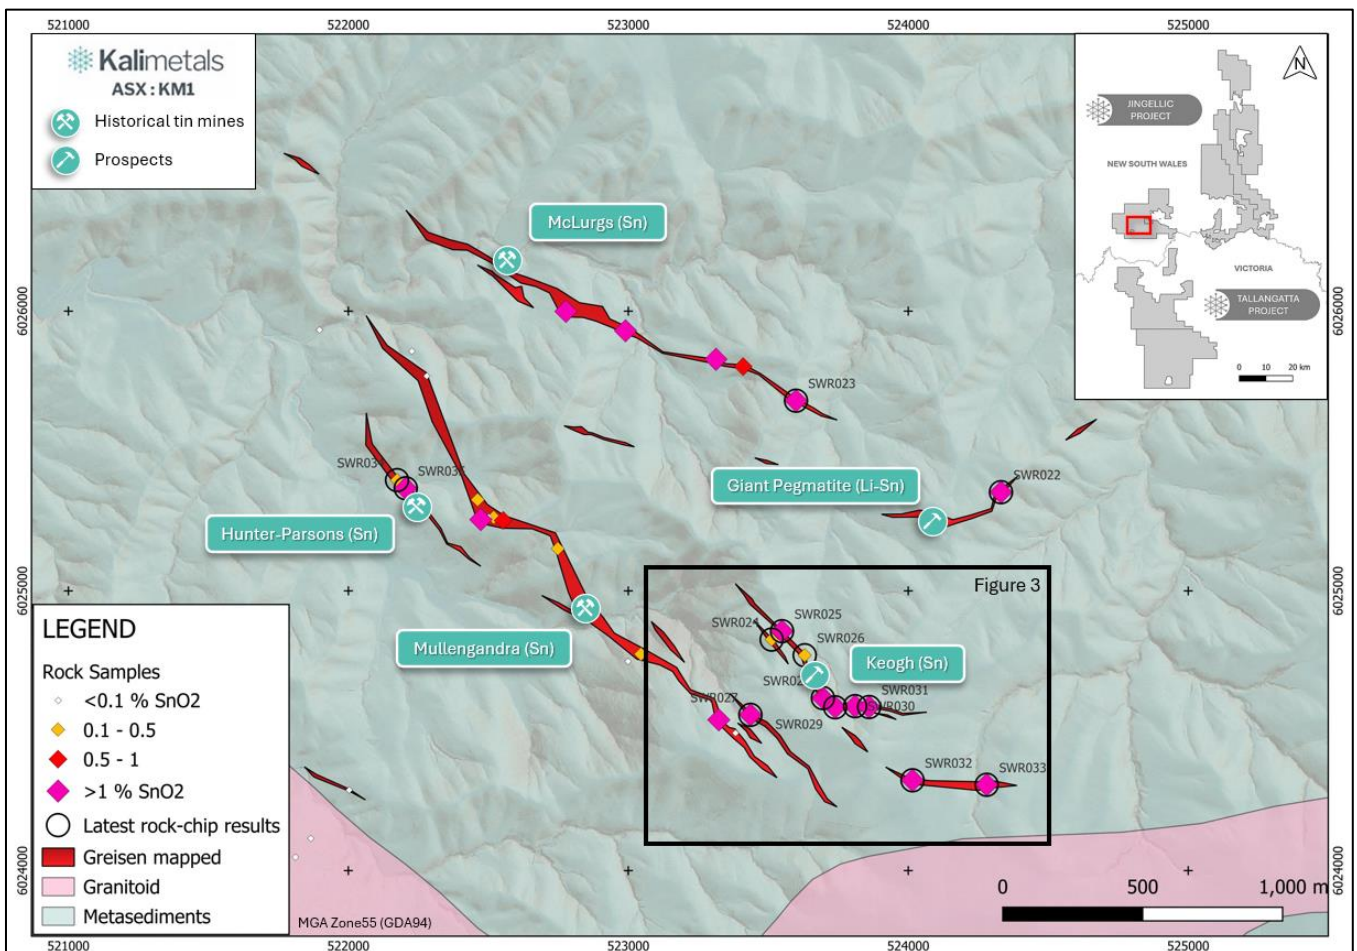 521000
522000
523000
524000
525000
Kalimetals
ASX : KM1
Historical tin mines
Prospects
N
JINGELLIC
PROJECT
NEW SOUTH WALES
VICTORIA
TALLANGATTA
PROJECT
0 10 20 km
McLurgs (Sn)
6026000
6026000
SWR023
SWR022
Giant Pegmatite (Li-Sn)
SWR035
Hunter-Parsons (Sn)
6025000
6025000
Figure 3
SWR024
SWR025
SWR026
Mullengandra (Sn)
Keogh (Sn)
SWR031
SWR030
SWR027
SWR029
SWR032
SWR033
LEGEND
Rock Samples
<0.1 % SnO2
0.1 - 0.5
0.5 - 1
>1 % SnO2
Latest rock-chip results
Greisen mapped
Granitoid
Metasediments
MGA Zone55 (GDA94)
6024000
6024000
0 500 1,000 m
521000
522000
523000
524000
525000